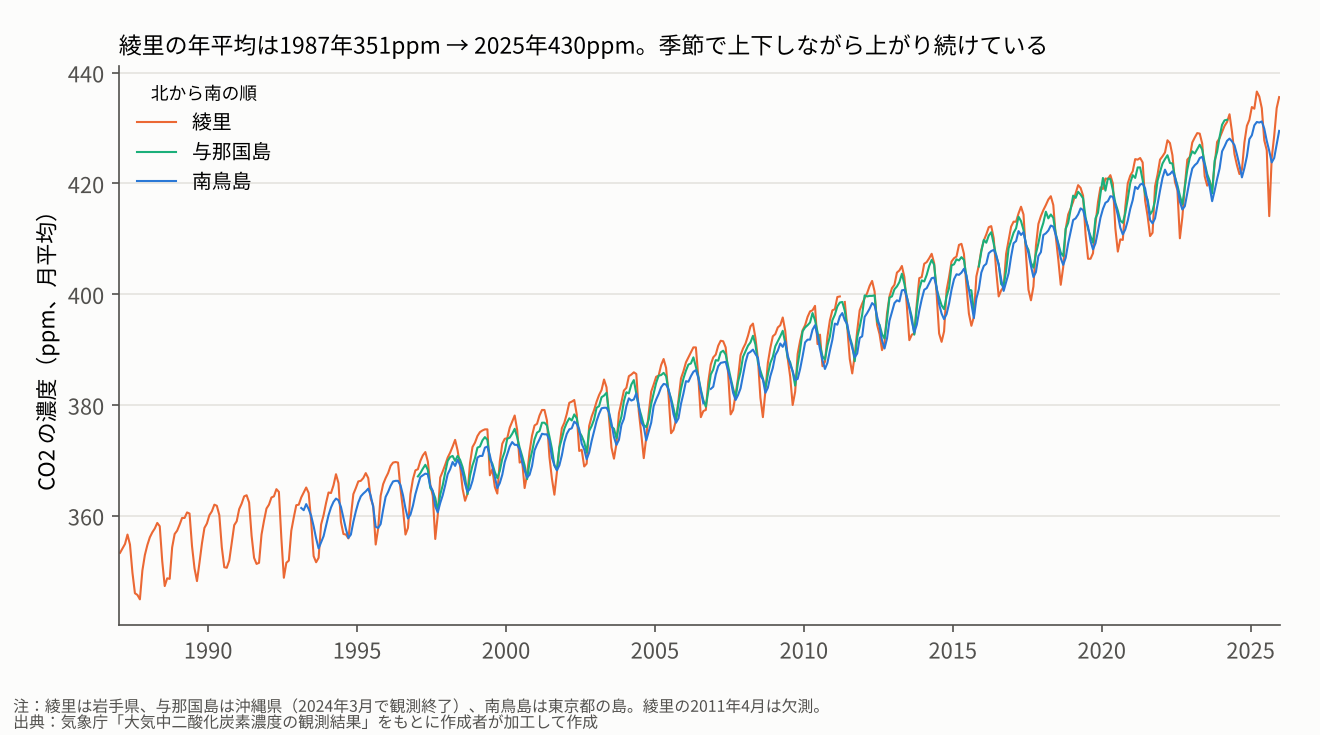 綾里の年平均は1987年351ppm → 2025年430ppm。季節で上下しながら上がり続けている
CO2 の濃度（ppm、月平均）
440
420
400
380
360
北から南の順
綾里
与那国島
南鳥島
1990
1995
2000
2005
2010
2015
2020
2025
注：綾里は岩手県、与那国島は沖縄県（2024年3月で観測終了）、南鳥島は東京都の島。綾里の2011年4月は欠測。
出典：気象庁「大気中二酸化炭素濃度の観測結果」をもとに作成者が加工して作成